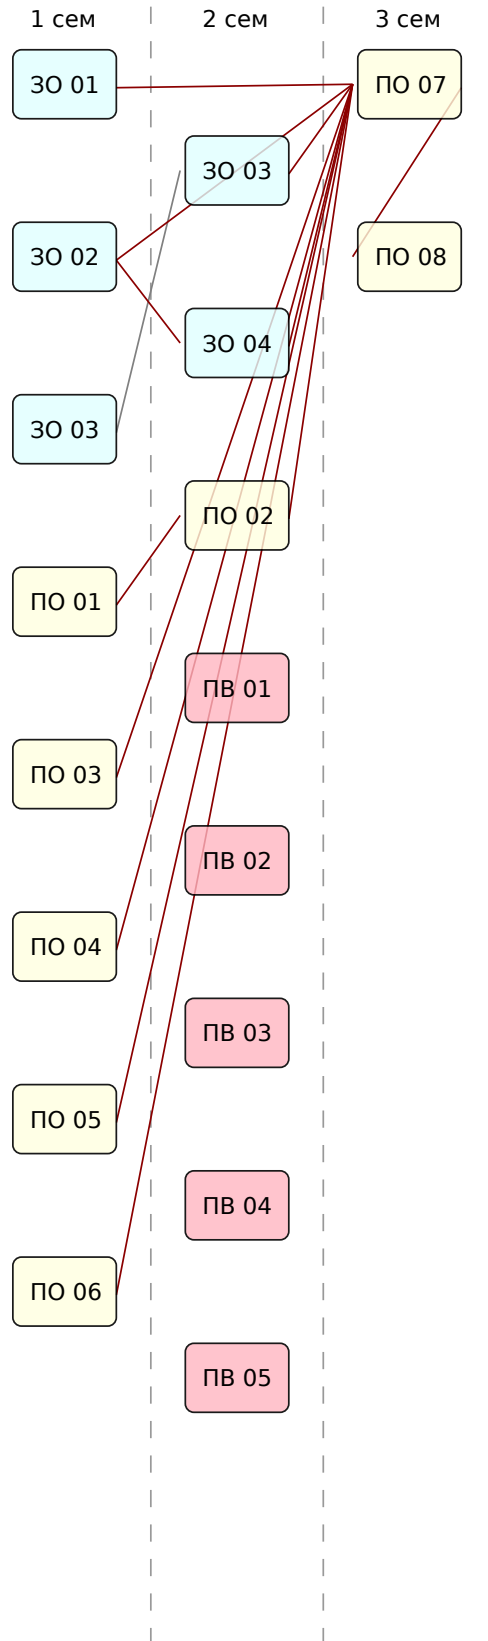 1 сем
2 сем
3 сем
ЗО 01
ПО 07
ЗО 03
ЗО 02
ПО 08
ЗО 04
ЗО 03
ПО 02
ПО 01
ПВ 01
ПО 03
ПВ 02
ПО 04
ПВ 03
ПО 05
ПВ 04
ПО 06
ПВ 05